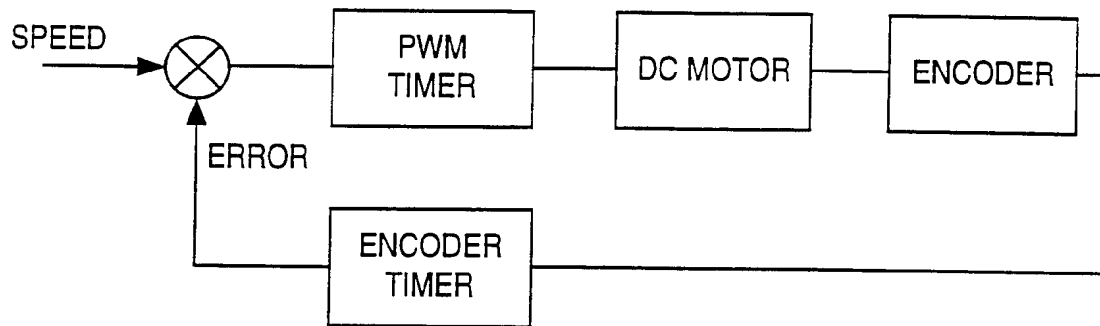 SPEED
PWM
TIMER
DC MOTOR
ENCODER
ERROR
ENCODER
TIMER